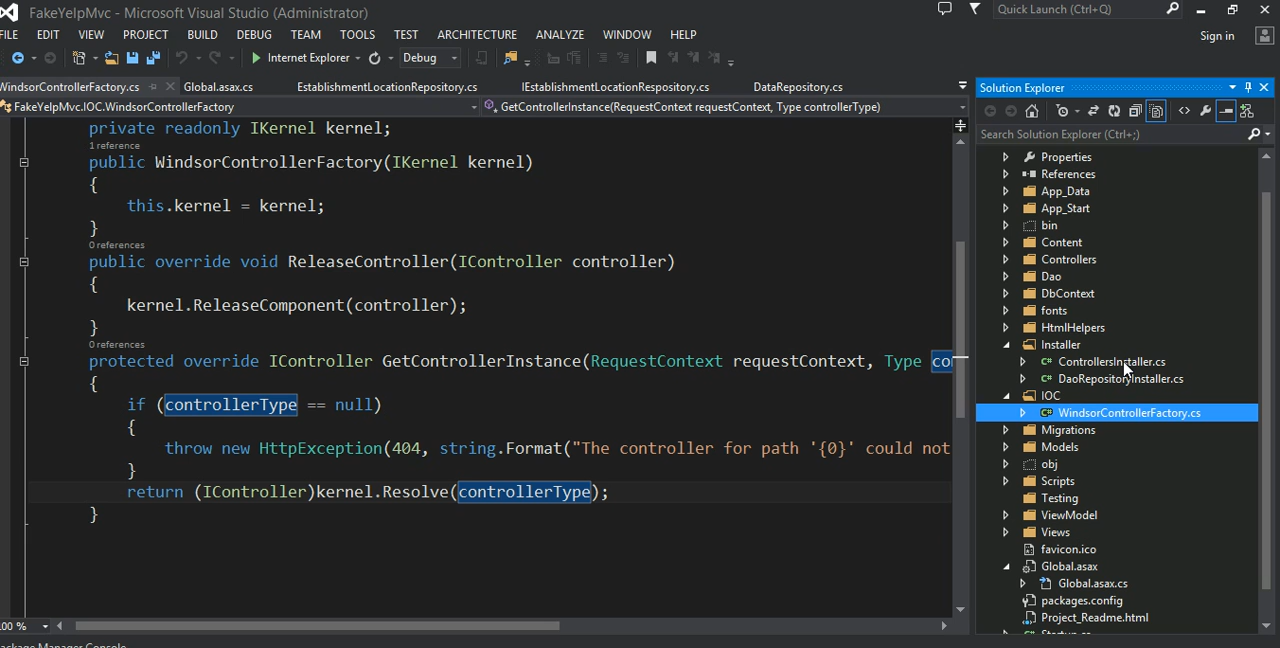 FakeYelpMvc - Microsoft Visual Studio (Administrator)
Quick Launch (Ctrl+Q)
FILE EDIT VIEW PROJECT BUILD DEBUG TEAM TOOLS TEST ARCHITECTURE ANALYZE WINDOW HELP
Sign in
Internet Explorer Debug
WindsorControllerFactory.cs Global.asax.cs EstablishmentLocationRepository.cs IEstablishmentLocationRespository.cs DataRepository.cs
FakeYelpMvc.IOC.WindsorControllerFactory
GetControllerInstance(RequestContext requestContext, Type controllerType)
private readonly IKernel kernel;
1 reference
public WindsorControllerFactory(IKernel kernel)
{
this.kernel = kernel;
}
0 references
public override void ReleaseController(IController controller)
{
kernel.ReleaseComponent(controller);
}
0 references
protected override IController GetControllerInstance(RequestContext requestContext, Type co
{
if (controllerType == null)
{
throw new HttpException(404, string.Format("The controller for path '{0}' could not
}
return (IController)kernel.Resolve(controllerType);
}
00 %
Package Manager Console
Solution Explorer
Search Solution Explorer (Ctrl+;)
Properties
References
App_Data
App_Start
bin
Content
Controllers
Dao
DbContext
fonts
HtmlHelpers
Installer
C# ControllersInstaller.cs
C# DaoRepositoryInstaller.cs
IOC
C# WindsorControllerFactory.cs
Migrations
Models
obj
Scripts
Testing
ViewModel
Views
favicon.ico
Global.asax
Global.asax.cs
packages.config
Project_Readme.html
C# Startup.cs